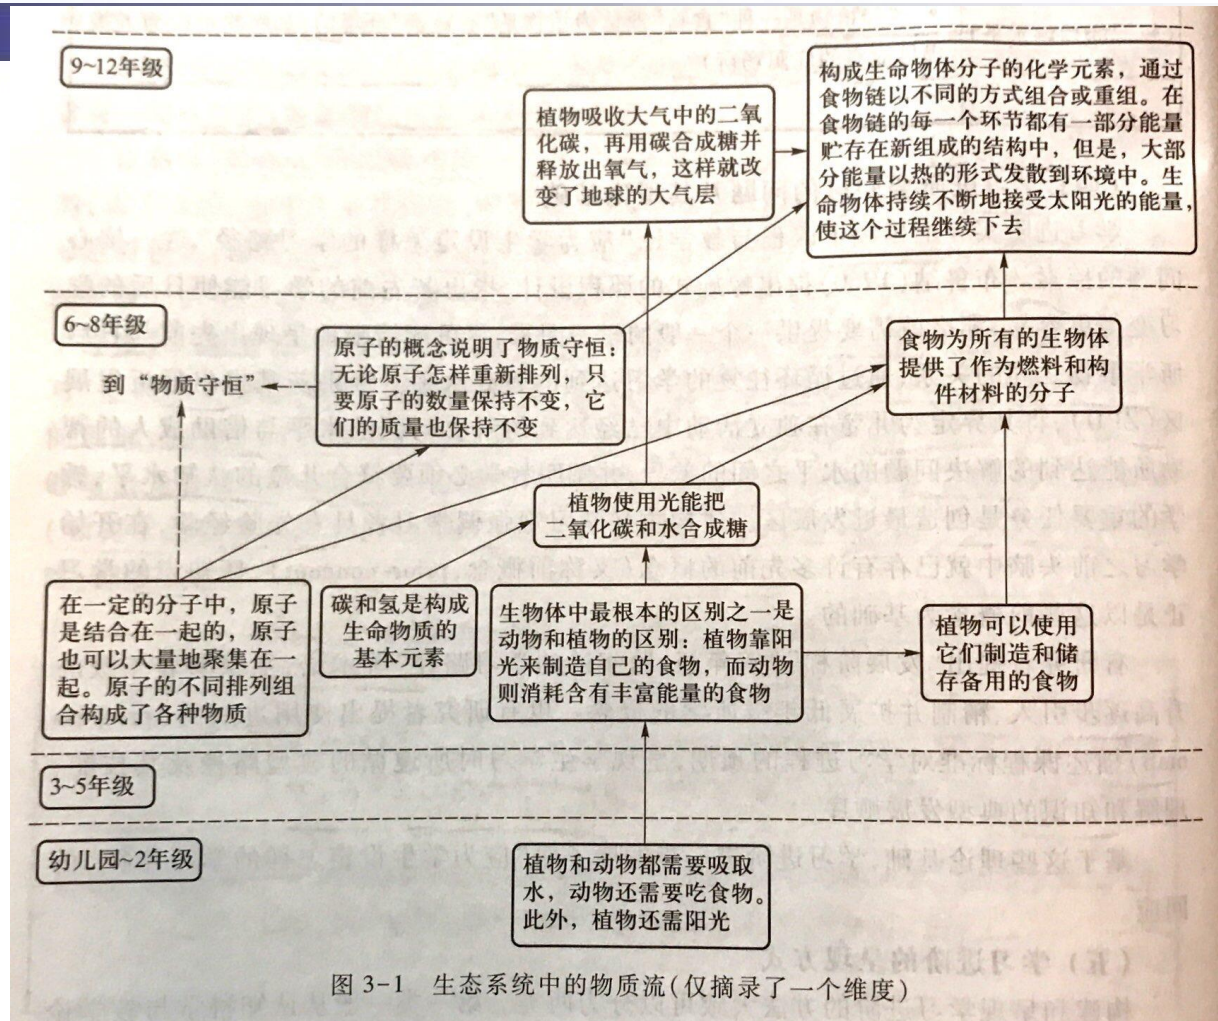 9~12年级
植物吸收大气中的二氧
化碳，再用碳合成糖并
释放出氧气，这样就改
变了地球的大气层
构成生命物体分子的化学元素，通过
食物链以不同的方式组合或重组。在
食物链的每一个环节都有一部分能量
贮存在新组成的结构中，但是，大部
分能量以热的形式发散到环境中。生
命物体持续不断地接受太阳光的能量，
使这个过程继续下去
6~8年级
到“物质守恒”
原子的概念说明了物质守恒：
无论原子怎样重新排列，只
要原子的数量保持不变，它
们的质量也保持不变
食物为所有的生物体
提供了作为燃料和构
件材料的分子
植物使用光能把
二氧化碳和水合成糖
在一定的分子中，原子
是结合在一起的，原子
也可以大量地聚集在一
起。原子的不同排列组
合构成了各种物质
碳和氢是构成
生命物质的
基本元素
生物体中最根本的区别之一是
动物和植物的区别：植物靠阳
光来制造自己的食物，而动物
则消耗含有丰富能量的食物
植物可以使用
它们制造和储
存备用的食物
3~5年级
幼儿园~2年级
植物和动物都需要吸取
水，动物还需要吃食物。
此外，植物还需阳光
图 3-1 生态系统中的物质流(仅摘录了一个维度)